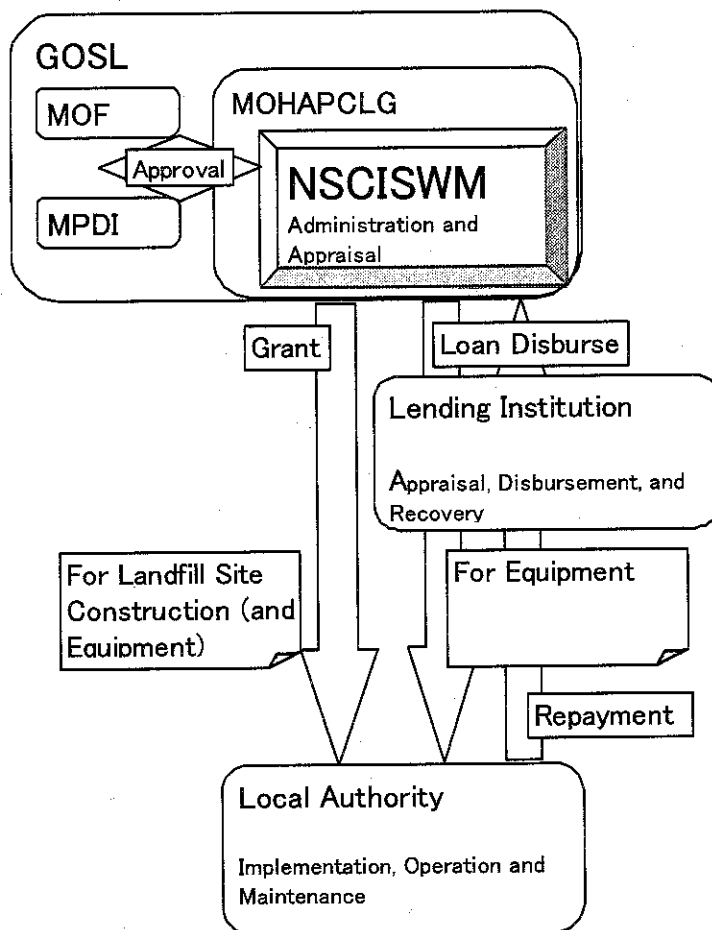 GOSL
MOF
MOHAPCLG
Approval
NSCISWM
MPDI
Administration and
Appraisal
Grant
Loan Disburse
Lending Institution
Appraisal, Disbursement, and
Recovery
For Landfill Site
Construction (and
Equipment)
For Equipment
Repayment
Local Authority
Implementation, Operation and
Maintenance